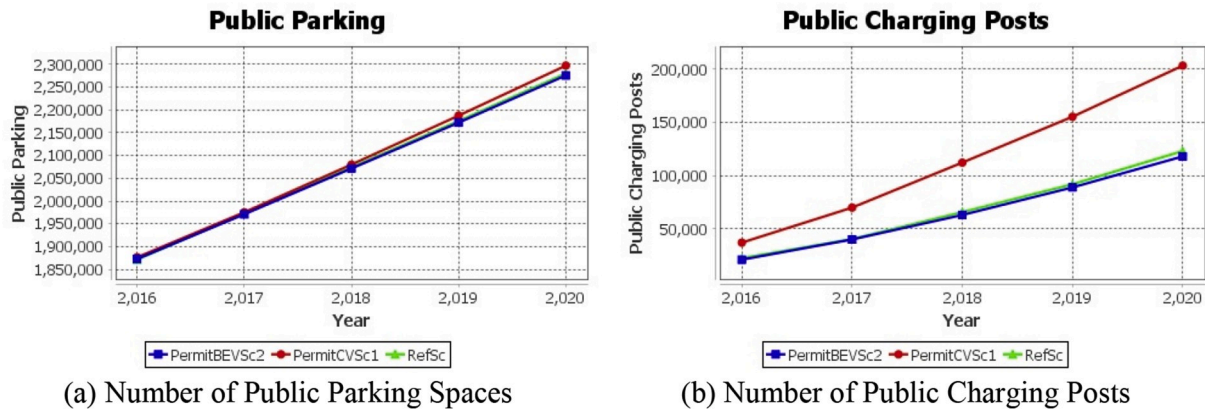 Public Parking
Public Parking
2,300,000
2,250,000
2,200,000
2,150,000
2,100,000
2,050,000
2,000,000
1,950,000
1,900,000
1,850,000
2,016 2,017 2,018 2,019 2,020
Year
PermitBEVSc2 PermitCVSc1 RefSc
(a) Number of Public Parking Spaces
Public Charging Posts
Public Charging Posts
200,000
150,000
100,000
50,000
2,016 2,017 2,018 2,019 2,020
Year
PermitBEVSc2 PermitCVSc1 RefSc
(b) Number of Public Charging Posts